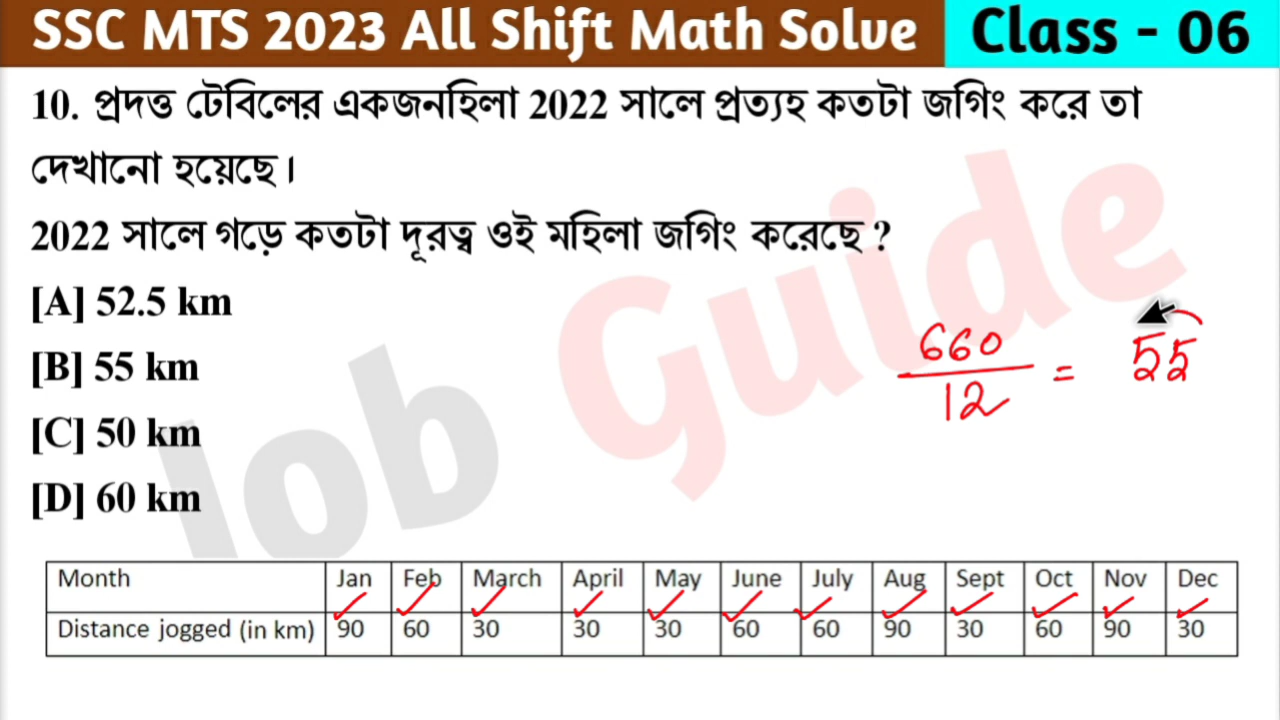 SSC MTS 2023 All Shift Math Solve
Class - 06
10. প্রদত্ত টেবিলের একজনহিলা 2022 সালে প্রত্যহ কতটা জগিং করে তা
দেখানো হয়েছে।
2022 সালে গড়ে কতটা দূরত্ব ওই মহিলা জগিং করেছে ?
[A] 52.5 km
[B] 55 km
[C] 50 km
[D] 60 km
660
12
= 55
Job Guide
Month Jan Feb March April May June July Aug Sept Oct Nov Dec
Distance jogged (in km) 90 60 30 30 30 60 60 90 30 60 90 30